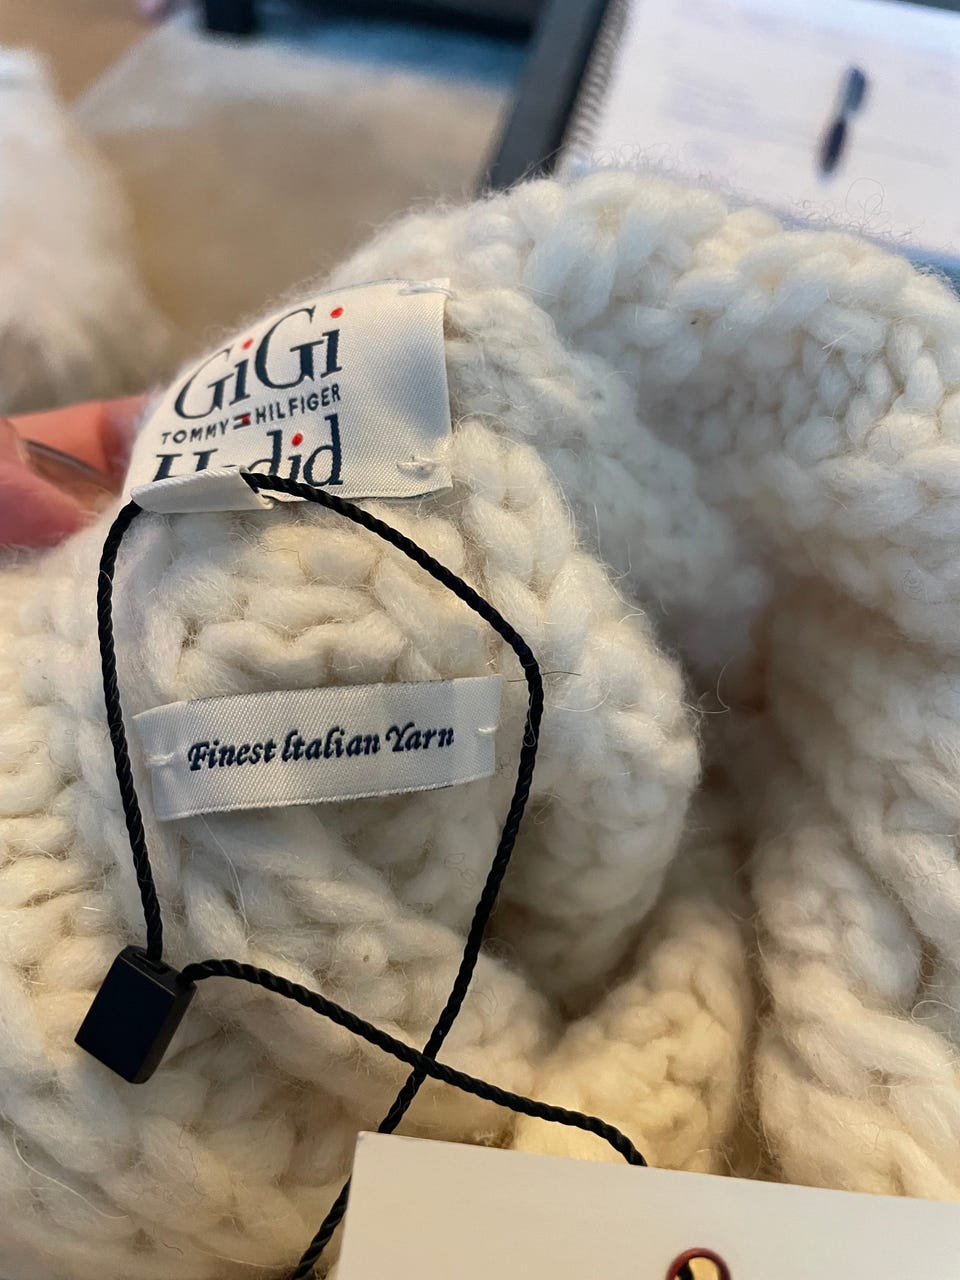 GiGi
TOMMY HILFIGER
Hadid
Finest Italian Yarn